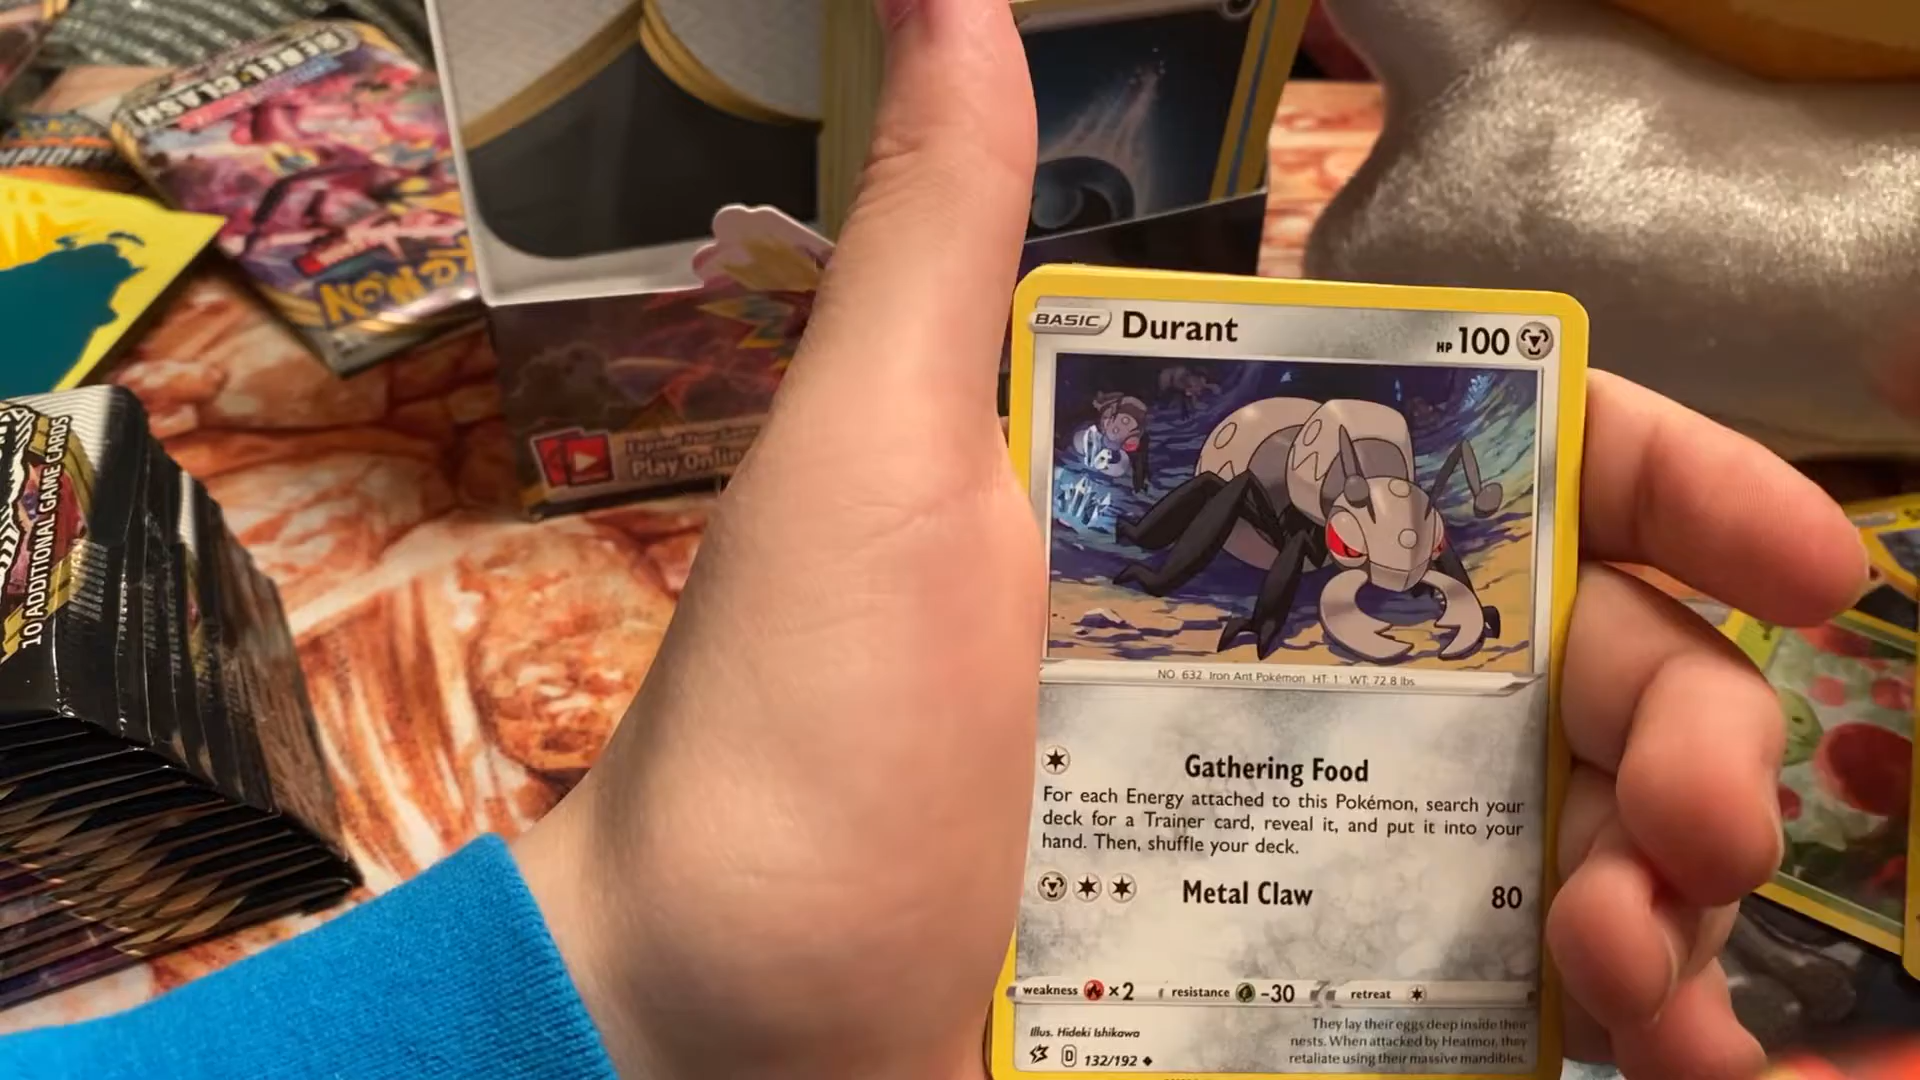 REBEL CLASH
Play Online
10 ADDITIONAL GAME CARDS
BASIC Durant HP 100
NO. 632 Iron Ant Pokémon HT: 1' WT: 72.8 lbs.
Gathering Food
For each Energy attached to this Pokémon, search your
deck for a Trainer card, reveal it, and put it into your
hand. Then, shuffle your deck.
Metal Claw 80
weakness ×2 resistance -30 retreat
Illus. Hideki Ishikawa
D 132/192
They lay their eggs deep inside their
nests. When attacked by Heatmor, they
retaliate using their massive mandibles.